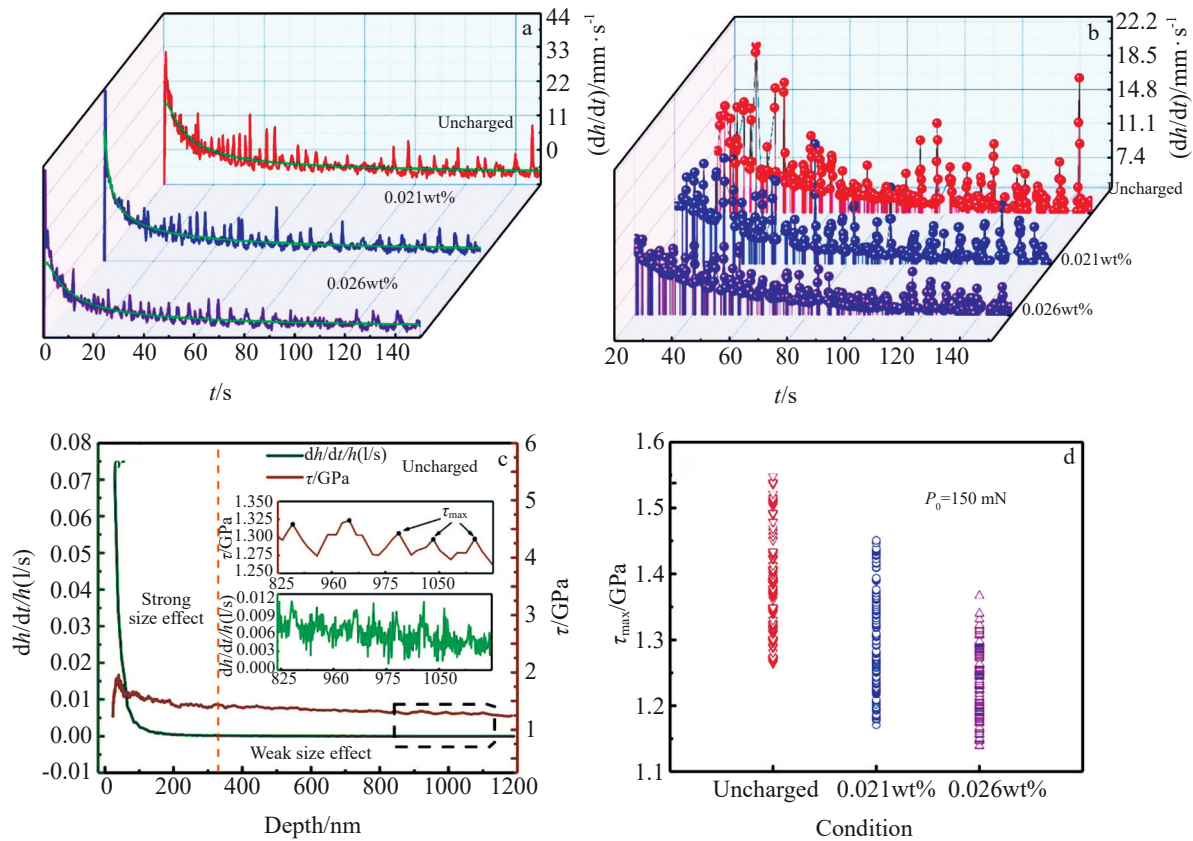 a
44
33
22
11
0
(dh/dt)/mm·s⁻¹
Uncharged
0.021wt%
0.026wt%
0 20 40 60 80 100 120 140
t/s
b
22.2
18.5
14.8
11.1
7.4
(dh/dt)/mm·s⁻¹
Uncharged
0.021wt%
0.026wt%
20 40 60 80 100 120 140
t/s
c
0.08
0.07
0.06
0.05
0.04
0.03
0.02
0.01
0.00
-0.01
dh/dt/h(l/s)
dh/dt/h(l/s)
τ/GPa
Uncharged
6
5
4
3
2
1
τ/GPa
1.350
1.325
1.300
1.275
1.250
τ/GPa
τmax
825 960 975 1050
0.012
0.009
0.006
0.003
0.000
dh/dt/h(l/s)
825 960 975 1050
Strong
size effect
Weak size effect
0 200 400 600 800 1000 1200
Depth/nm
d
1.6
1.5
1.4
1.3
1.2
1.1
τmax/GPa
P₀=150 mN
Uncharged 0.021wt% 0.026wt%
Condition